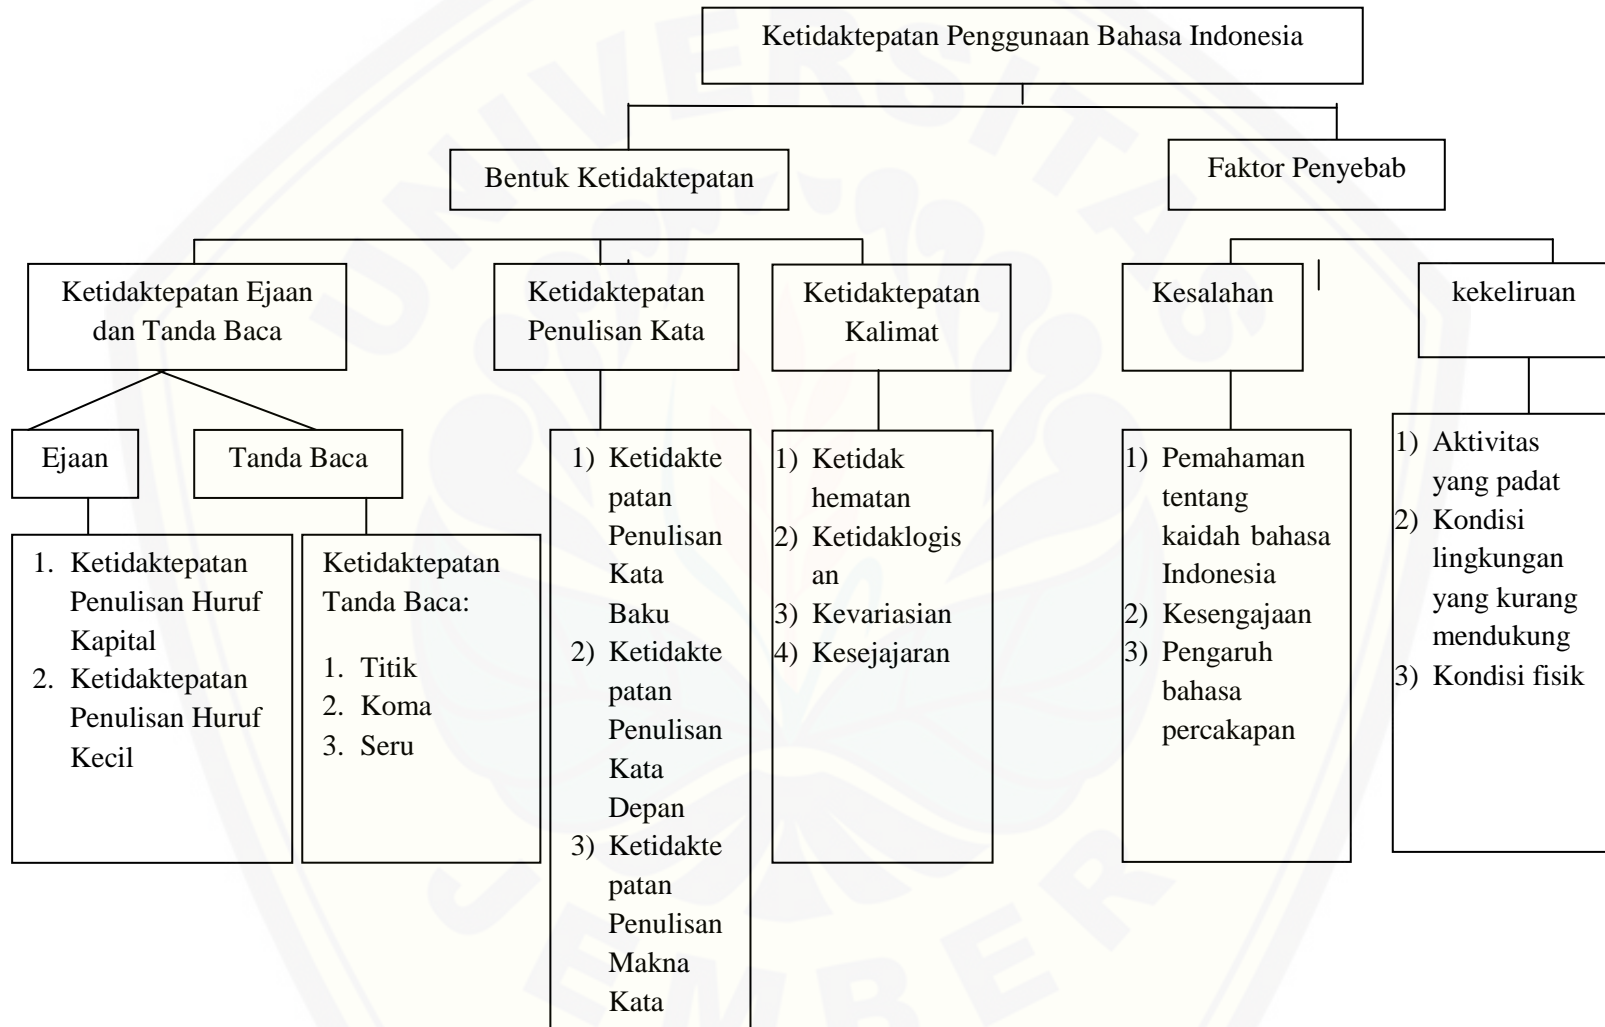 Ketidaktepatan Penggunaan Bahasa Indonesia
Bentuk Ketidaktepatan
Faktor Penyebab
Ketidaktepatan Ejaan
dan Tanda Baca
Ketidaktepatan
Penulisan Kata
Ketidaktepatan
Kalimat
Kesalahan
kekeliruan
Ejaan
Tanda Baca
1. Ketidaktepatan
Penulisan Huruf
Kapital
2. Ketidaktepatan
Penulisan Huruf
Kecil
Ketidaktepatan
Tanda Baca:
1. Titik
2. Koma
3. Seru
1) Ketidakte
patan
Penulisan
Kata
Baku
2) Ketidakte
patan
Penulisan
Kata
Depan
3) Ketidakte
patan
Penulisan
Makna
Kata
1) Ketidak
hematan
2) Ketidaklogis
an
3) Kevariasian
4) Kesejajaran
1) Pemahaman
tentang
kaidah bahasa
Indonesia
2) Kesengajaan
3) Pengaruh
bahasa
percakapan
1) Aktivitas
yang padat
2) Kondisi
lingkungan
yang kurang
mendukung
3) Kondisi fisik
UNIVERSITAS
JEMBER